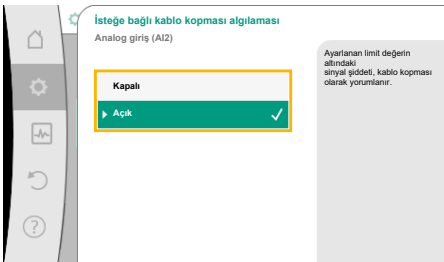 İsteğe bağlı kablo kopması algılaması
Analog giriş (AI2)
Kapalı
Açık
Ayarlanan limit değerin
altındaki
sinyal şiddeti, kablo kopması
olarak yorumlanır.
?